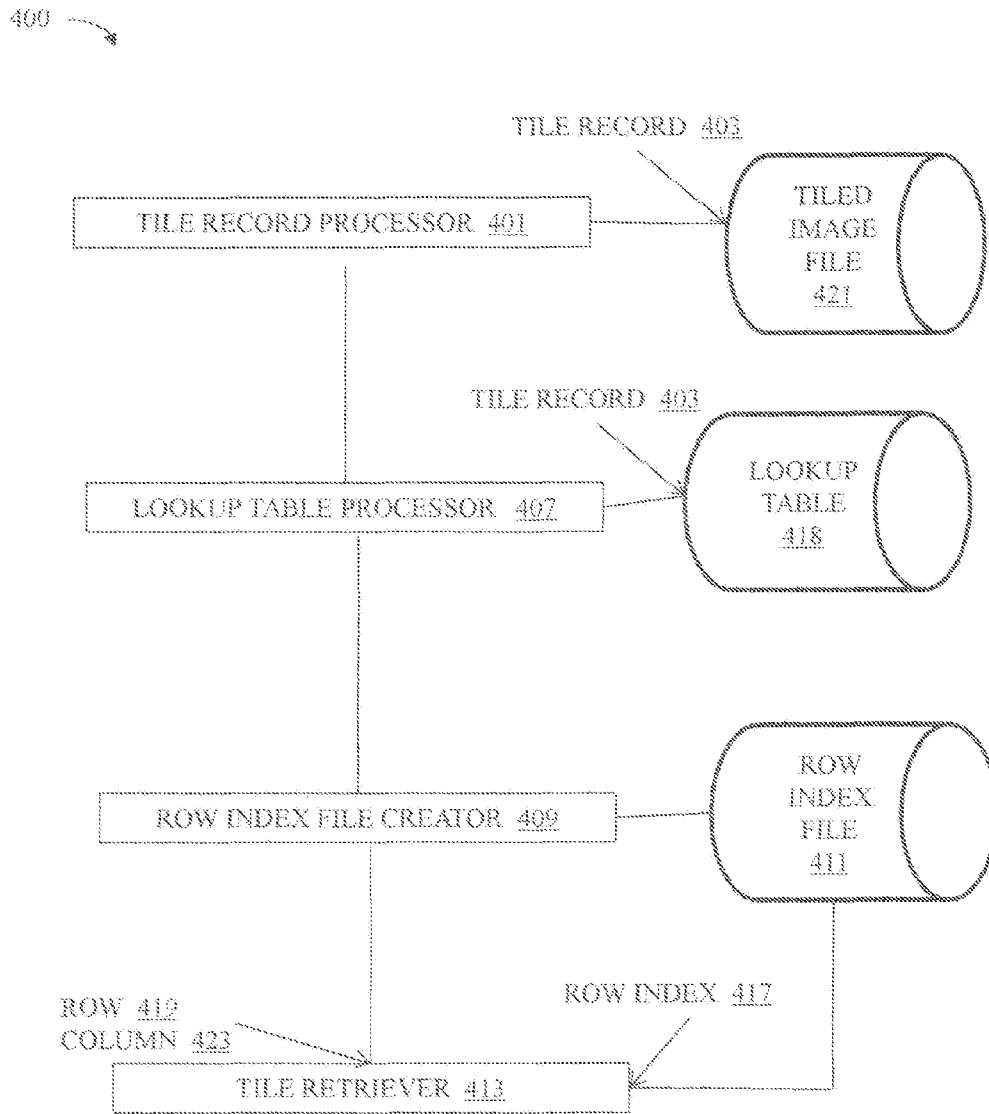 400
TILE RECORD 403
TILE RECORD PROCESSOR 401
TILED
IMAGE
FILE
421
TILE RECORD 403
LOOKUP TABLE PROCESSOR 407
LOOKUP
TABLE
418
ROW INDEX FILE CREATOR 409
ROW
INDEX
FILE
411
ROW 419
COLUMN 423
ROW INDEX 417
TILE RETRIEVER 413